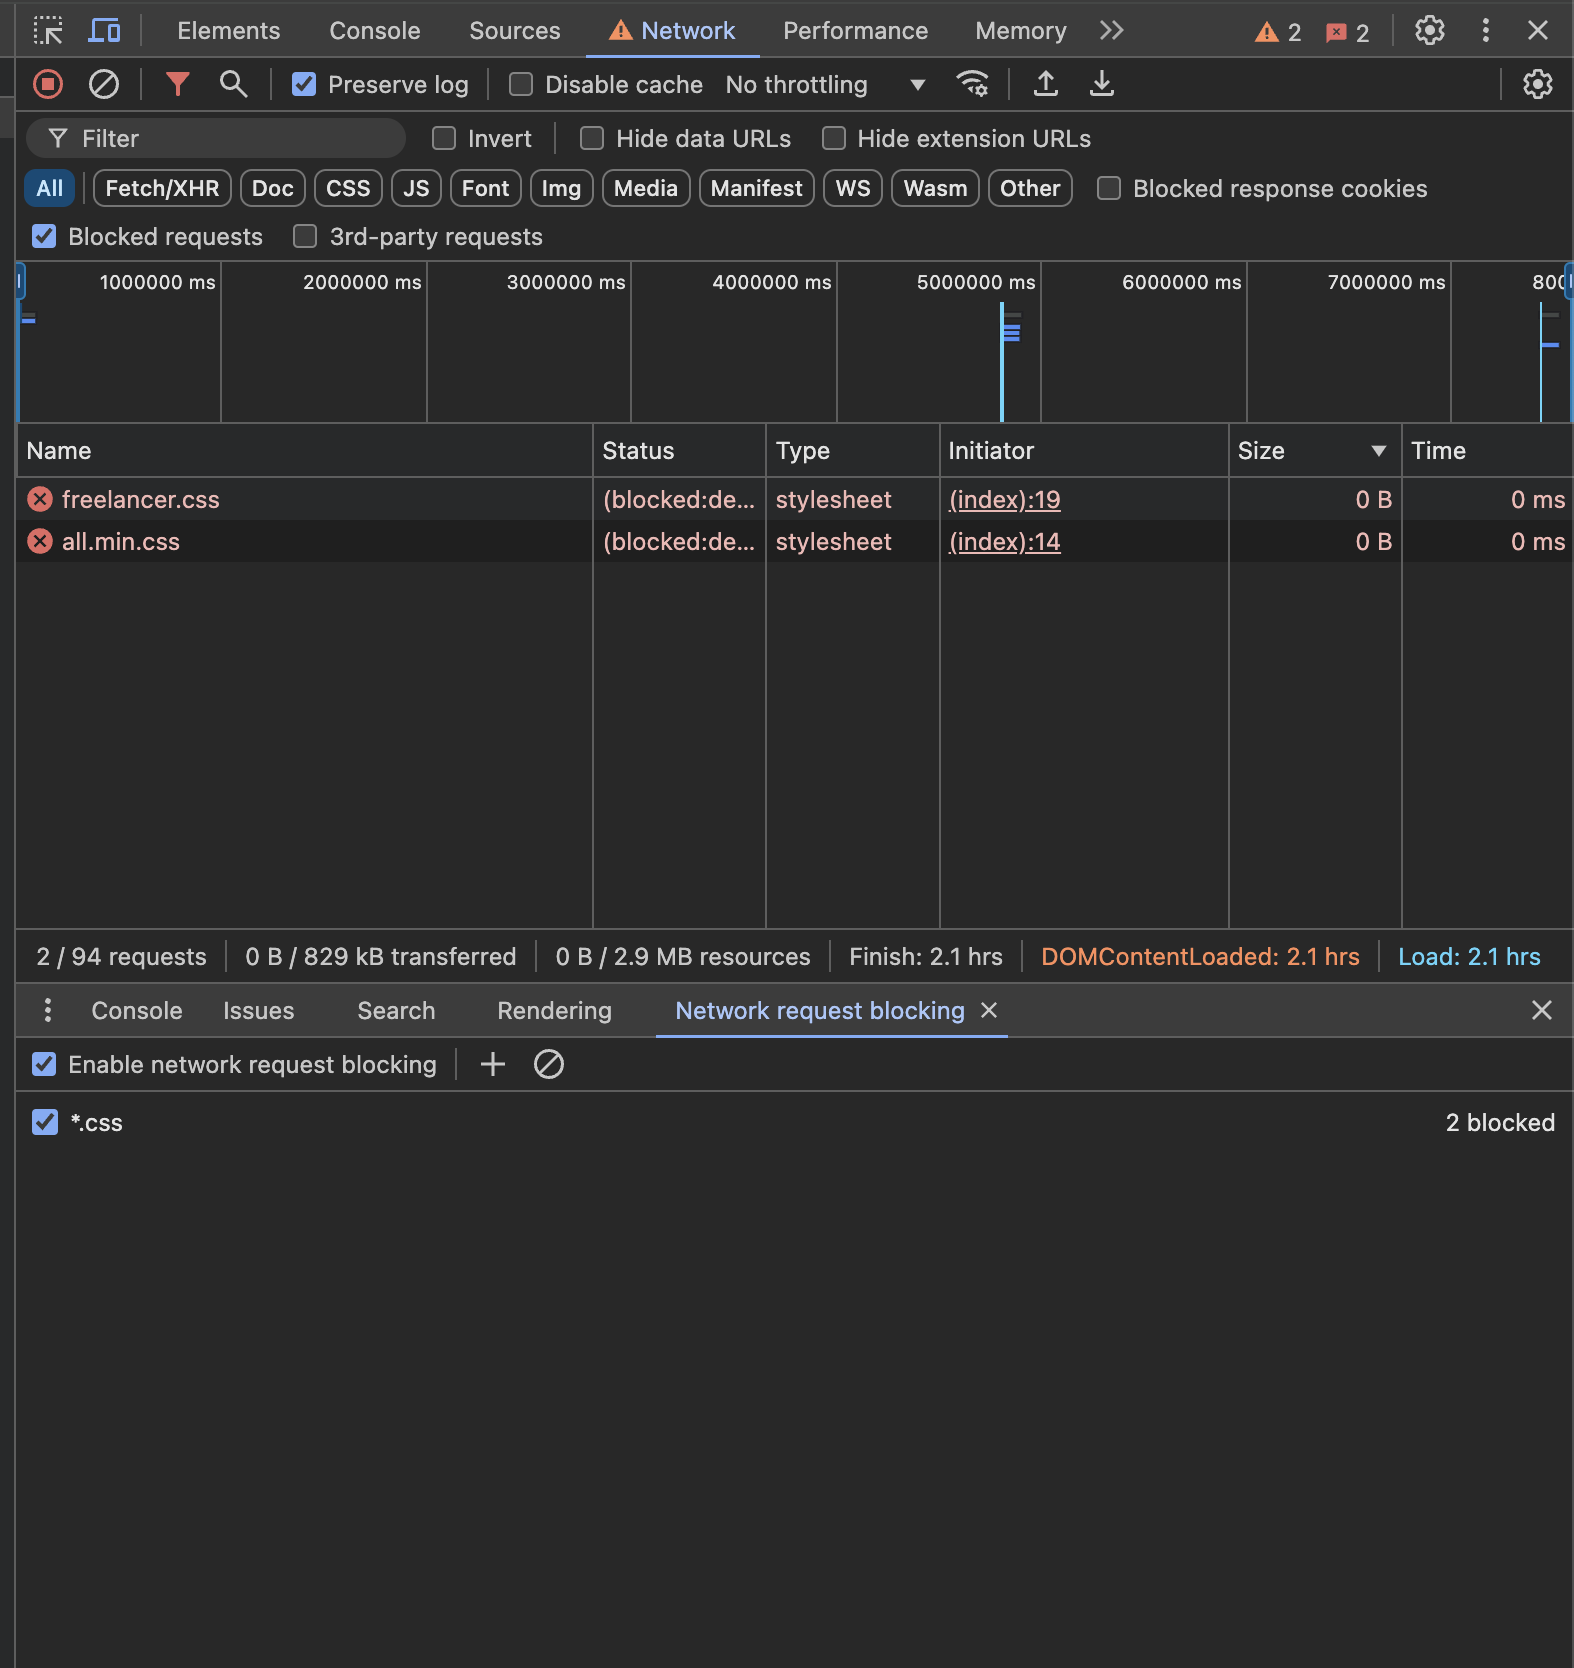 Elements Console Sources Network Performance Memory 2 2
Preserve log Disable cache No throttling
Filter Invert Hide data URLs Hide extension URLs
All Fetch/XHR Doc CSS JS Font Img Media Manifest WS Wasm Other Blocked response cookies
Blocked requests 3rd-party requests
1000000 ms 2000000 ms 3000000 ms 4000000 ms 5000000 ms 6000000 ms 7000000 ms 800
Name Status Type Initiator Size Time
freelancer.css (blocked:de... stylesheet (index):19 0 B 0 ms
all.min.css (blocked:de... stylesheet (index):14 0 B 0 ms
2 / 94 requests 0 B / 829 kB transferred 0 B / 2.9 MB resources Finish: 2.1 hrs DOMContentLoaded: 2.1 hrs Load: 2.1 hrs
Console Issues Search Rendering Network request blocking
Enable network request blocking
*.css 2 blocked